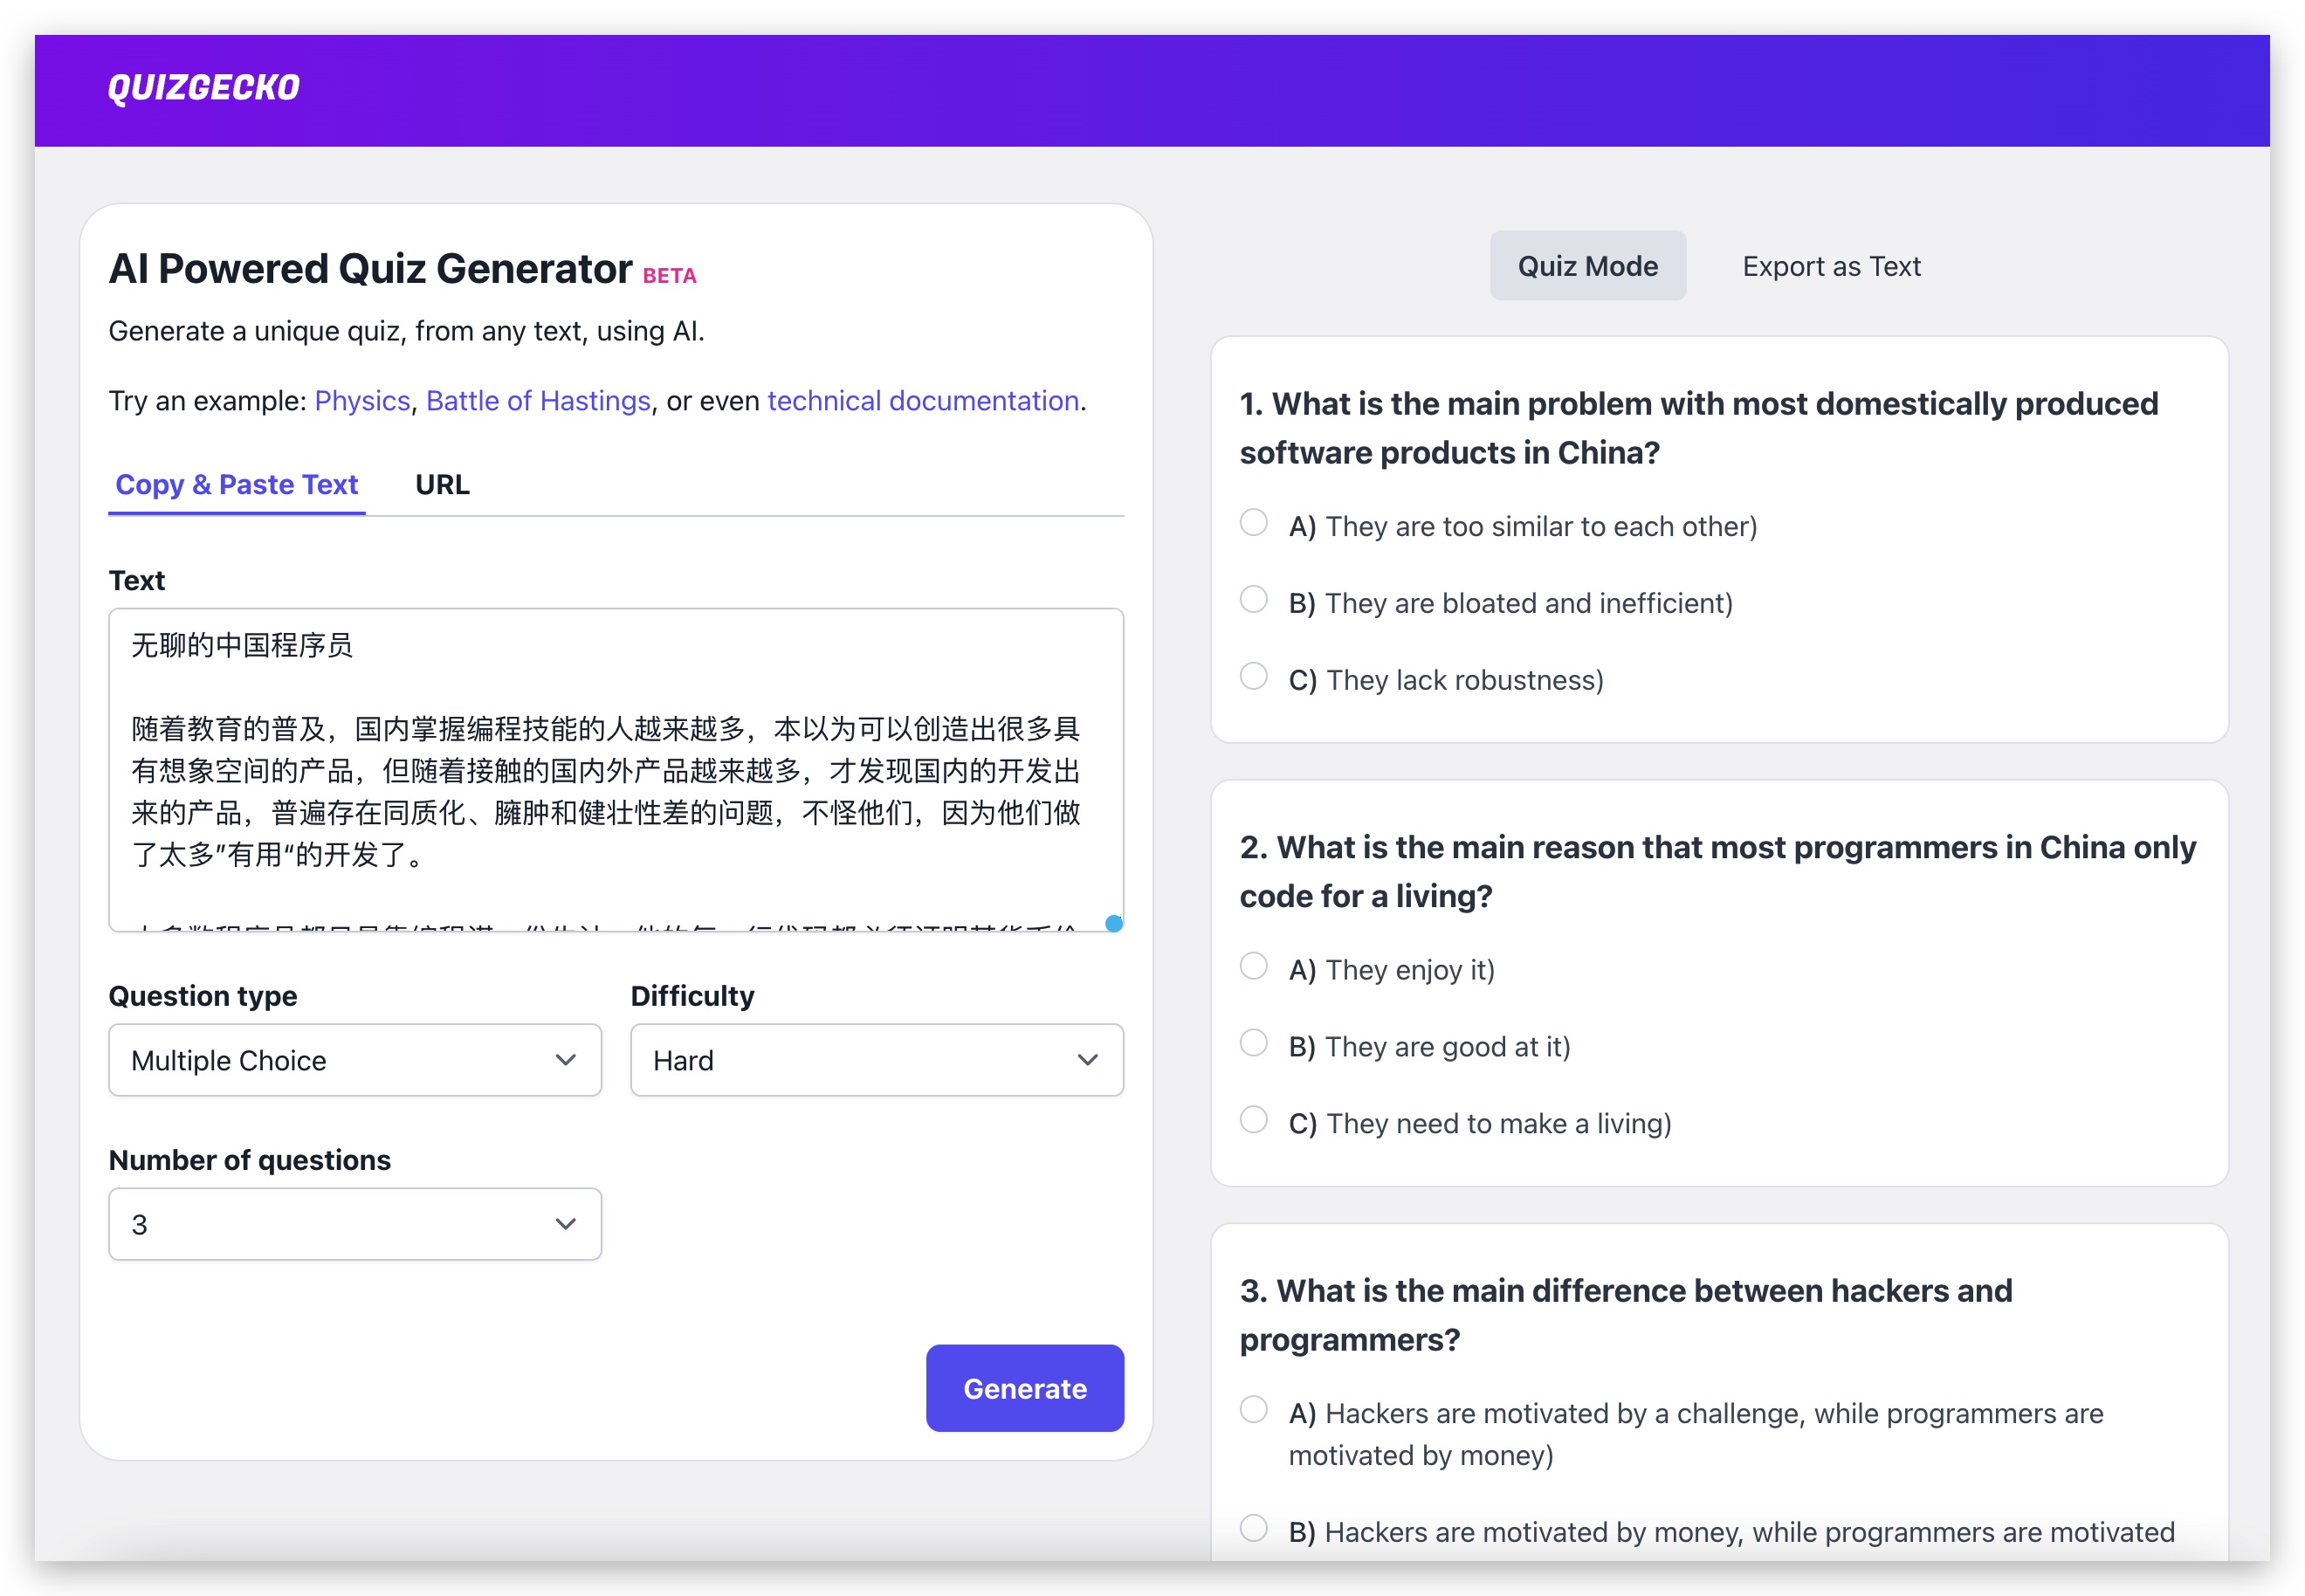 QUIZGECKO
AI Powered Quiz Generator BETA
Generate a unique quiz, from any text, using AI.
Try an example: Physics, Battle of Hastings, or even technical documentation.
Copy & Paste Text URL
Text
无聊的中国程序员
随着教育的普及，国内掌握编程技能的人越来越多，本以为可以创造出很多具
有想象空间的产品，但随着接触的国内外产品越来越多，才发现国内的开发出
来的产品，普遍存在同质化、臃肿和健壮性差的问题，不怪他们，因为他们做
了太多”有用“的开发了。
Question type
Multiple Choice
Difficulty
Hard
Number of questions
3
Generate
Quiz Mode Export as Text
1. What is the main problem with most domestically produced
software products in China?
A) They are too similar to each other)
B) They are bloated and inefficient)
C) They lack robustness)
2. What is the main reason that most programmers in China only
code for a living?
A) They enjoy it)
B) They are good at it)
C) They need to make a living)
3. What is the main difference between hackers and
programmers?
A) Hackers are motivated by a challenge, while programmers are
motivated by money)
B) Hackers are motivated by money, while programmers are motivated